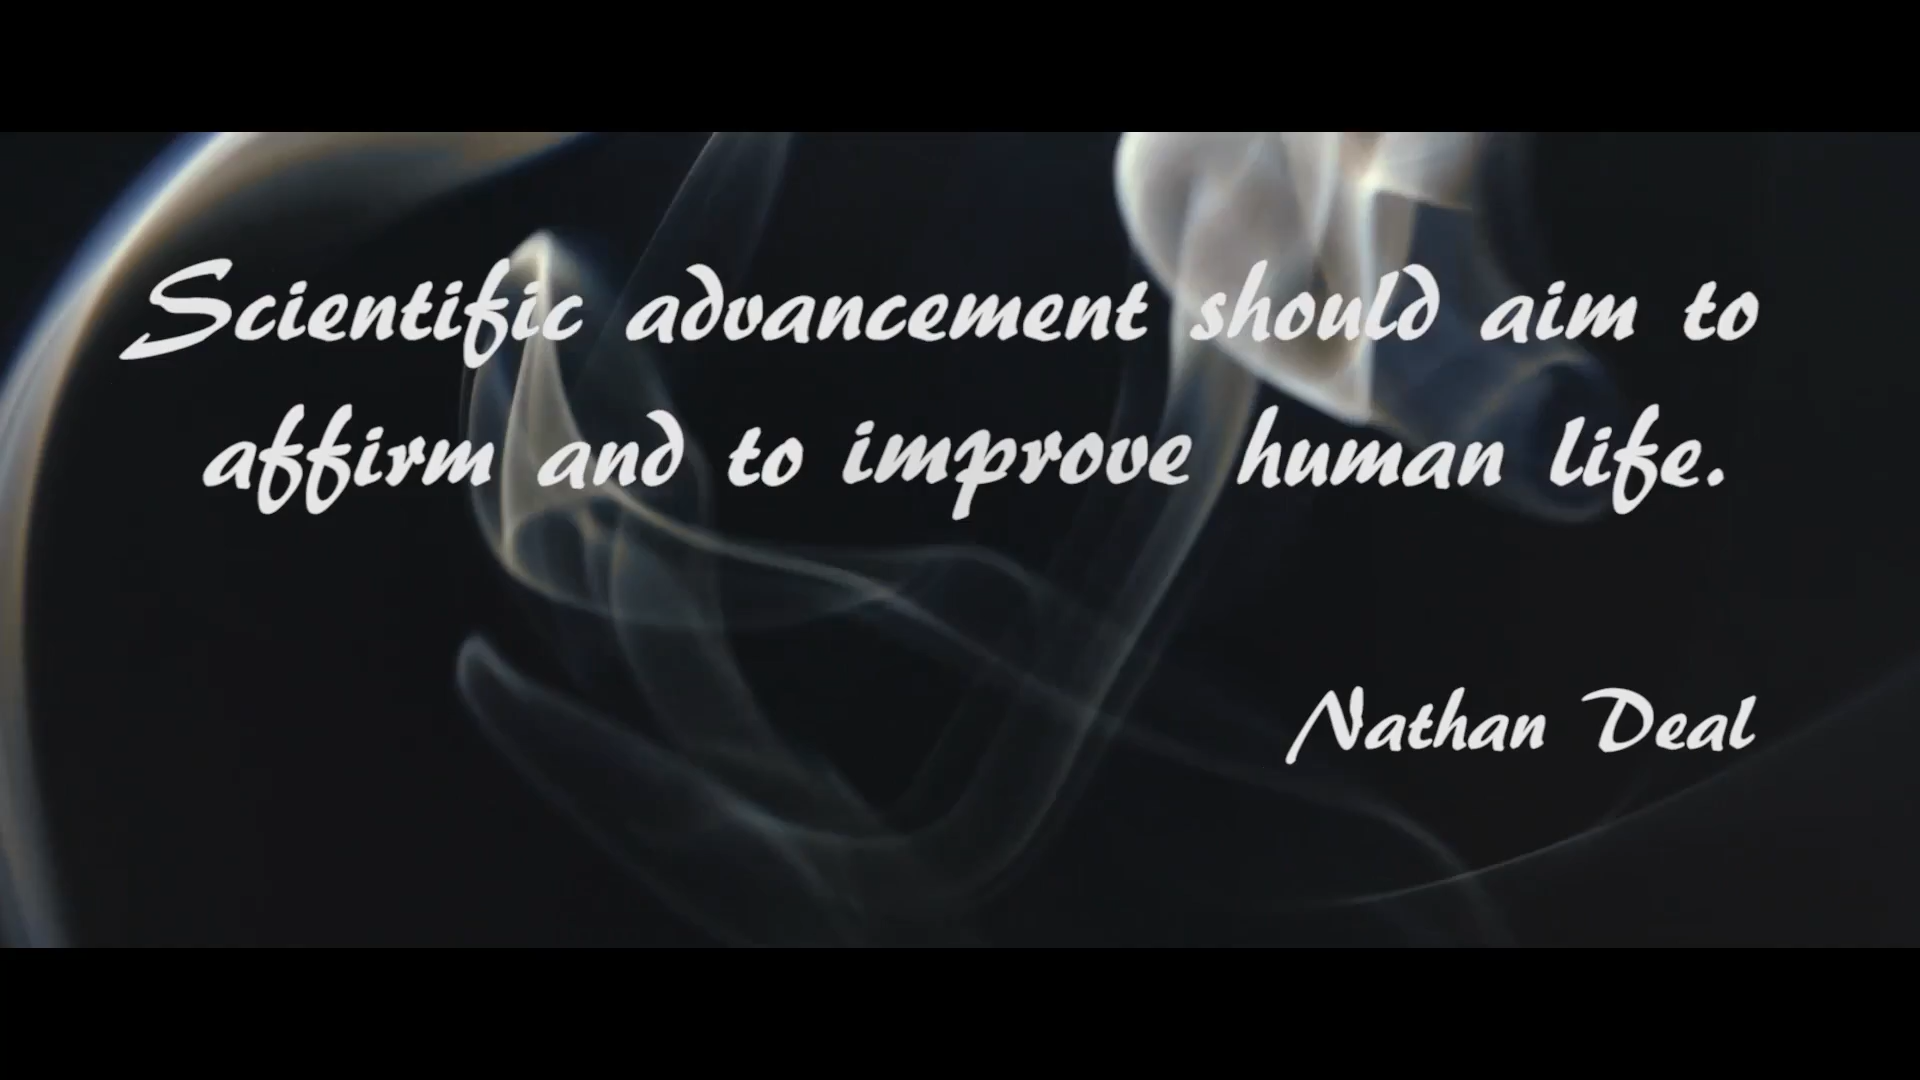 Scientific advancement should aim to
affirm and to improve human life.
Nathan Deal